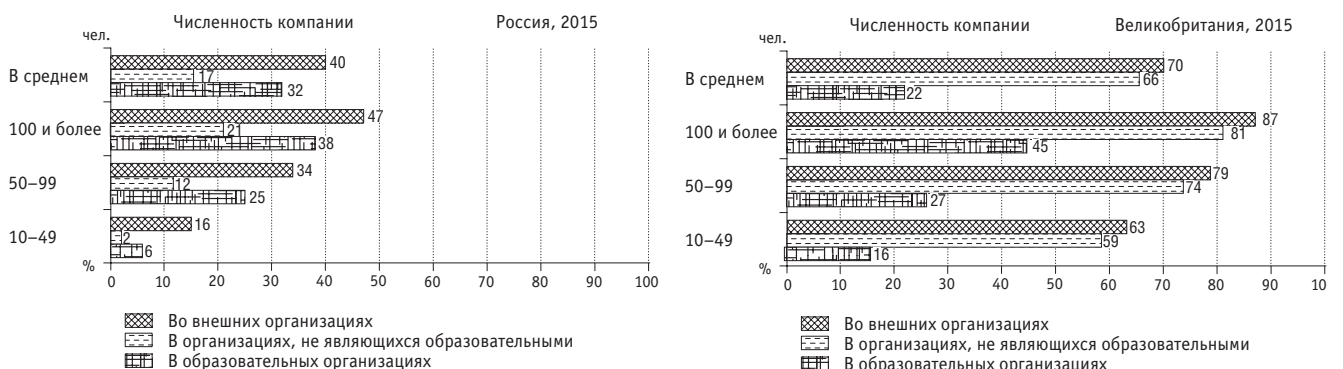 Численность компании Россия, 2015
чел.
В среднем
40
17
32
100 и более
47
21
38
50–99
34
12
25
10–49
16
2
6
% 0 10 20 30 40 50 60 70 80 90 100
Во внешних организациях
В организациях, не являющихся образовательными
В образовательных организациях
Численность компании Великобритания, 2015
чел.
В среднем
70
66
22
100 и более
87
81
45
50–99
79
74
27
10–49
63
59
16
% 0 10 20 30 40 50 60 70 80 90 10
Во внешних организациях
В организациях, не являющихся образовательными
В образовательных организациях